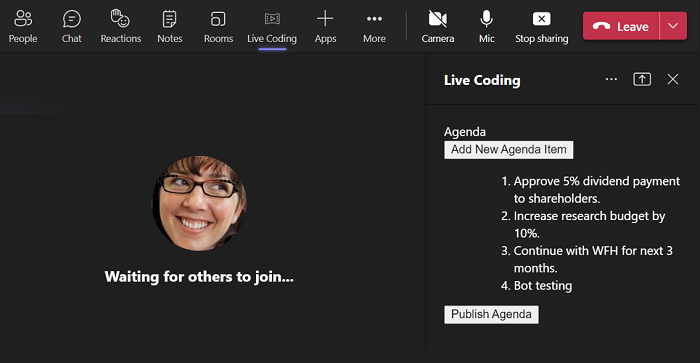 People Chat Reactions Notes Rooms Live Coding Apps More Camera Mic Stop sharing Leave
Live Coding
Agenda
Add New Agenda Item
1. Approve 5% dividend payment
to shareholders.
2. Increase research budget by
10%.
3. Continue with WFH for next 3
months.
4. Bot testing
Publish Agenda
Waiting for others to join...